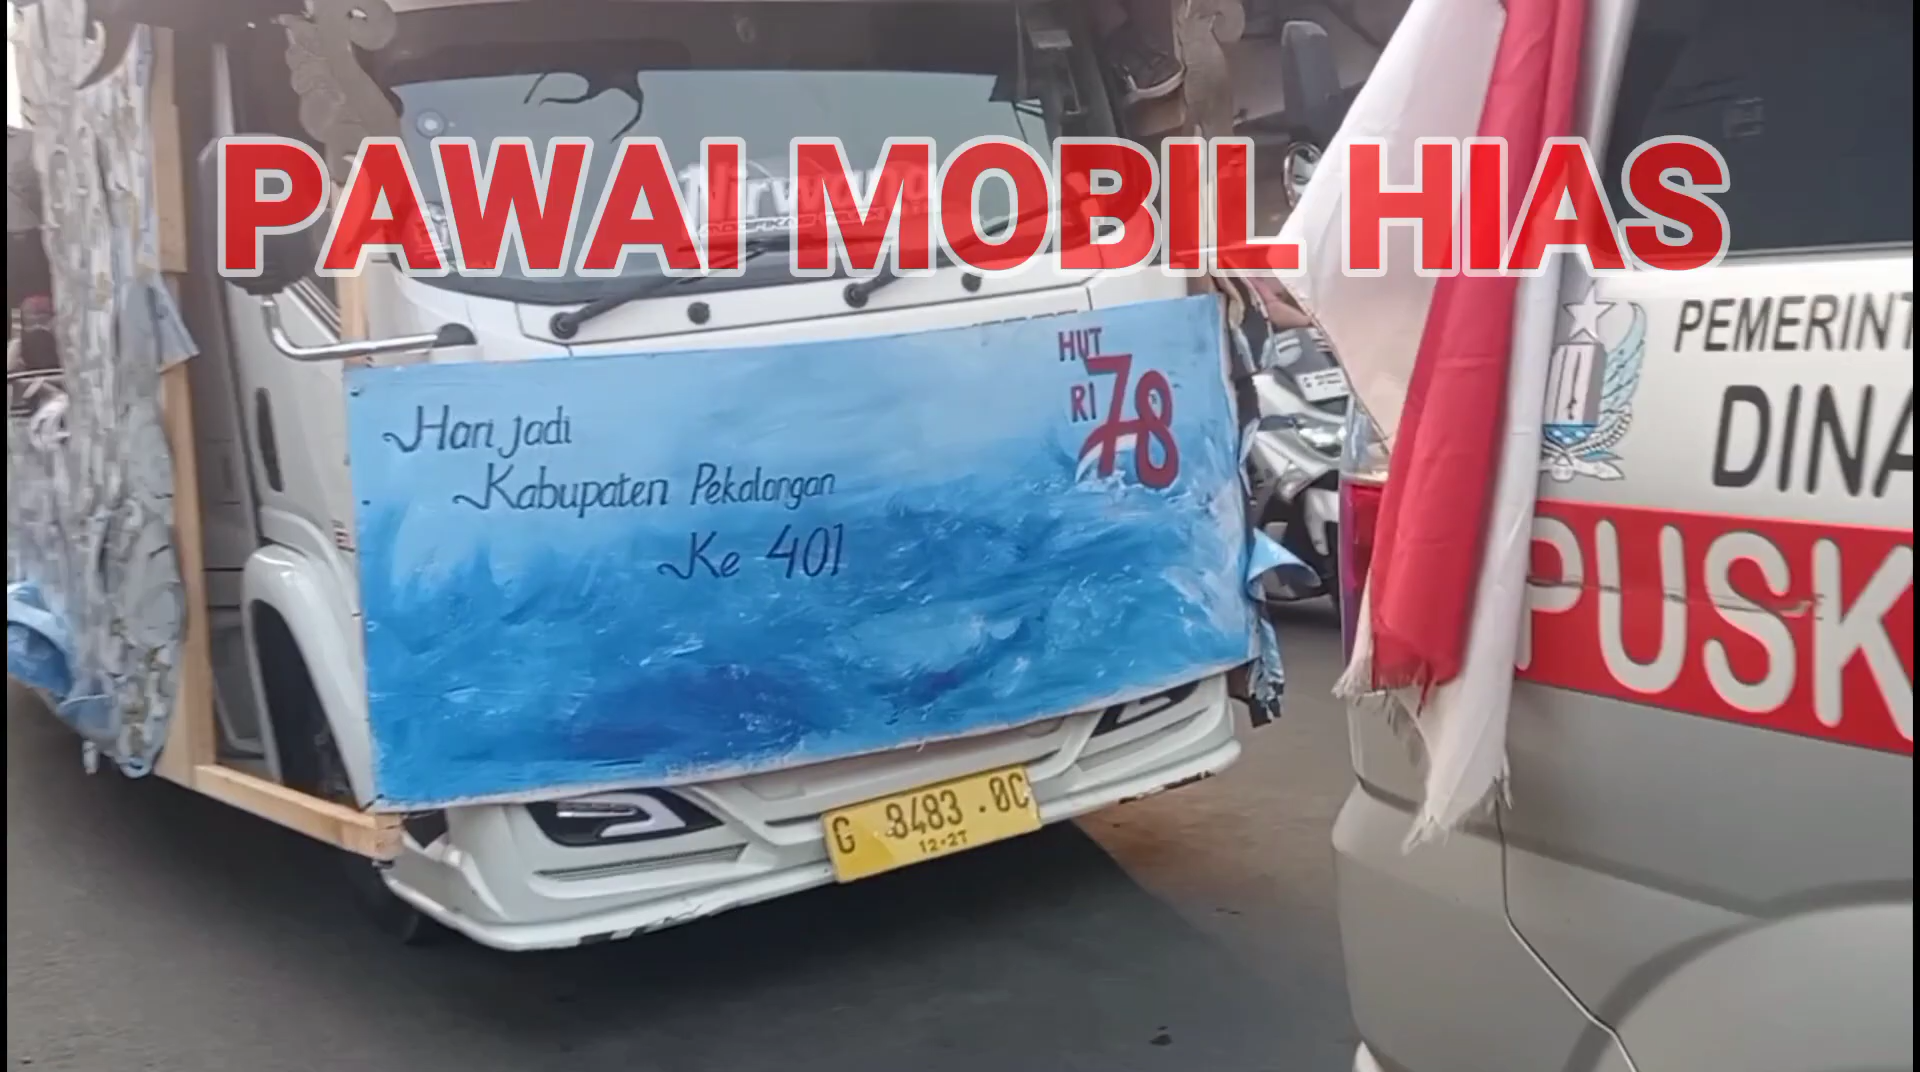 PAWAI MOBIL HIAS
Nirwana
HUT
RI 78
Hari jadi
Kabupaten Pekalongan
Ke 401
G 8483 .OC
12.27
PEMERINT
DINA
PUSK